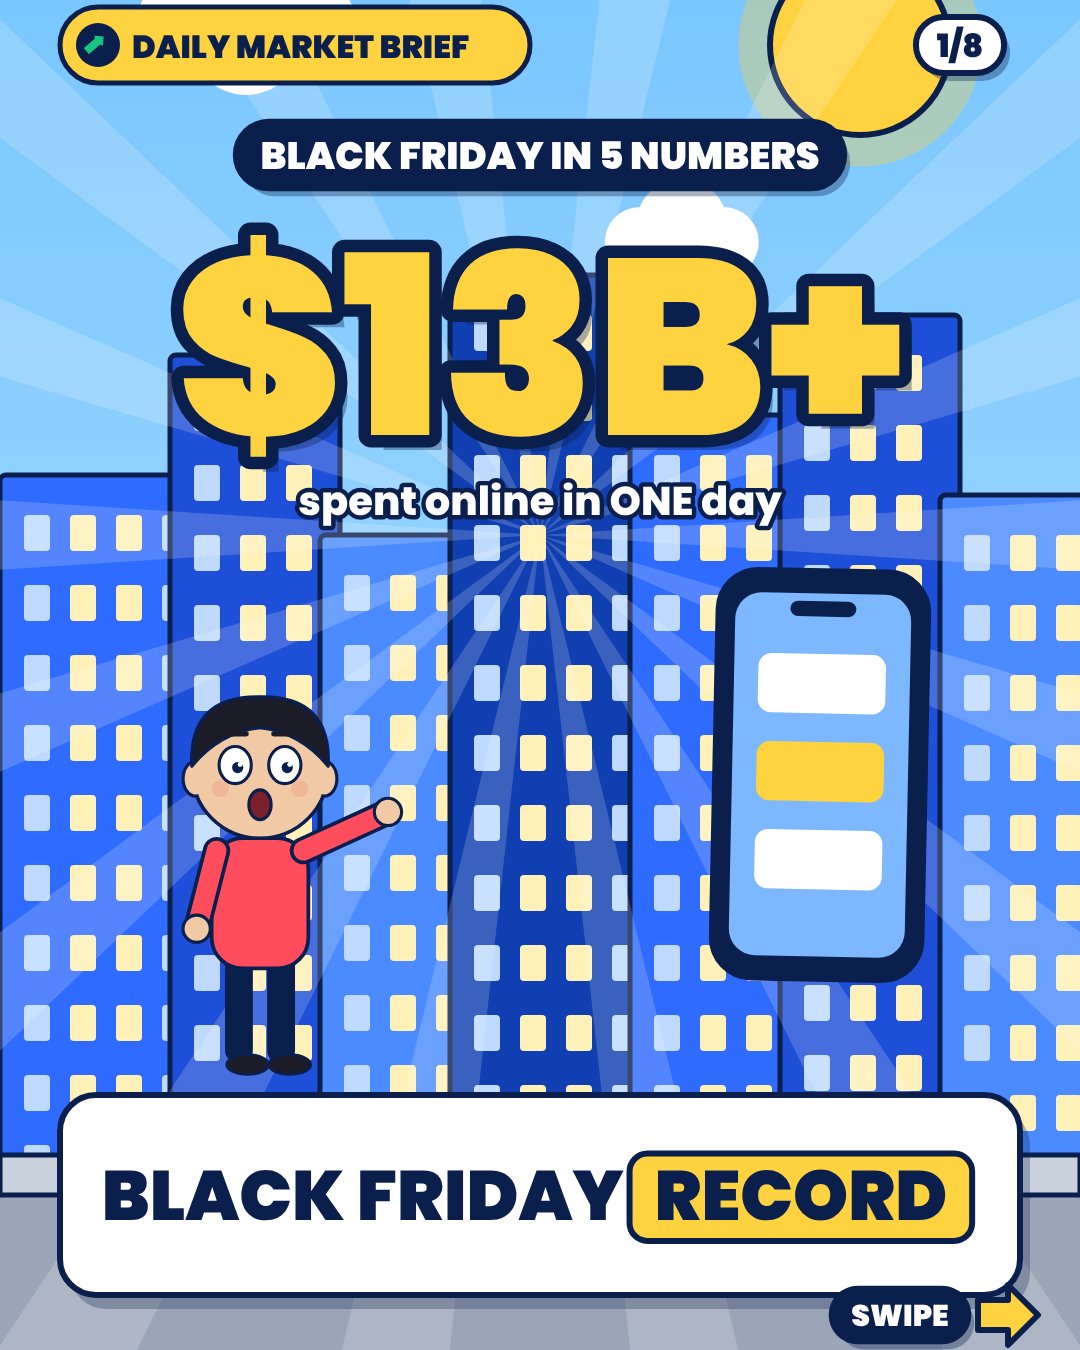 DAILY MARKET BRIEF
1/8
BLACK FRIDAY IN 5 NUMBERS
$13B+
spent online in ONE day
BLACK FRIDAY RECORD
SWIPE